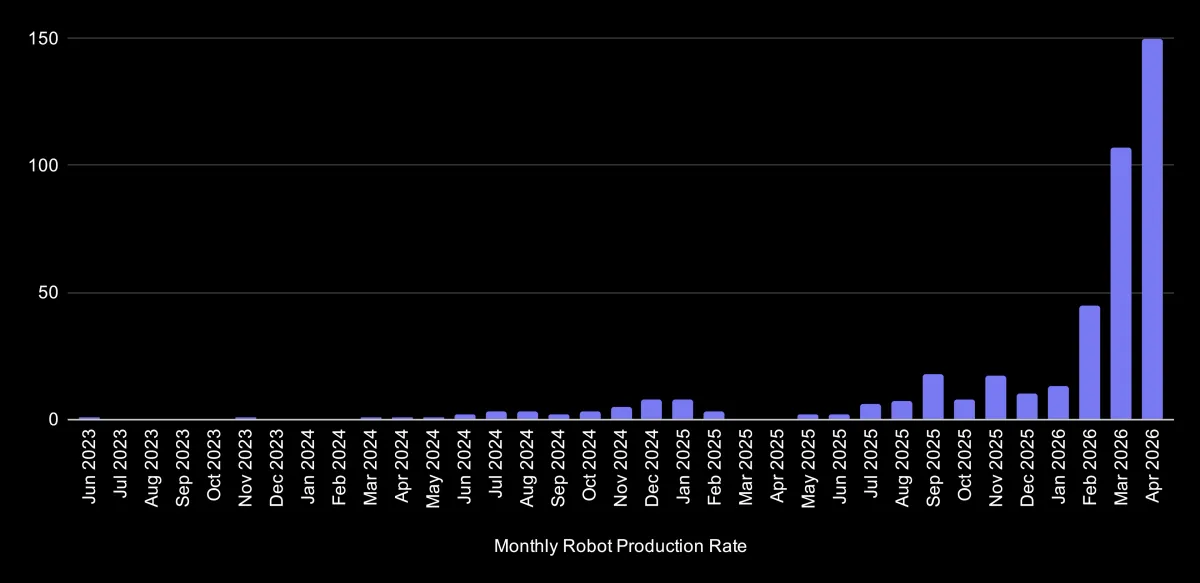 150
100
50
0
Jun 2023
Jul 2023
Aug 2023
Sep 2023
Oct 2023
Nov 2023
Dec 2023
Jan 2024
Feb 2024
Mar 2024
Apr 2024
May 2024
Jun 2024
Jul 2024
Aug 2024
Sep 2024
Oct 2024
Nov 2024
Dec 2024
Jan 2025
Feb 2025
Mar 2025
Apr 2025
May 2025
Jun 2025
Jul 2025
Aug 2025
Sep 2025
Oct 2025
Nov 2025
Dec 2025
Jan 2026
Feb 2026
Mar 2026
Apr 2026
Monthly Robot Production Rate